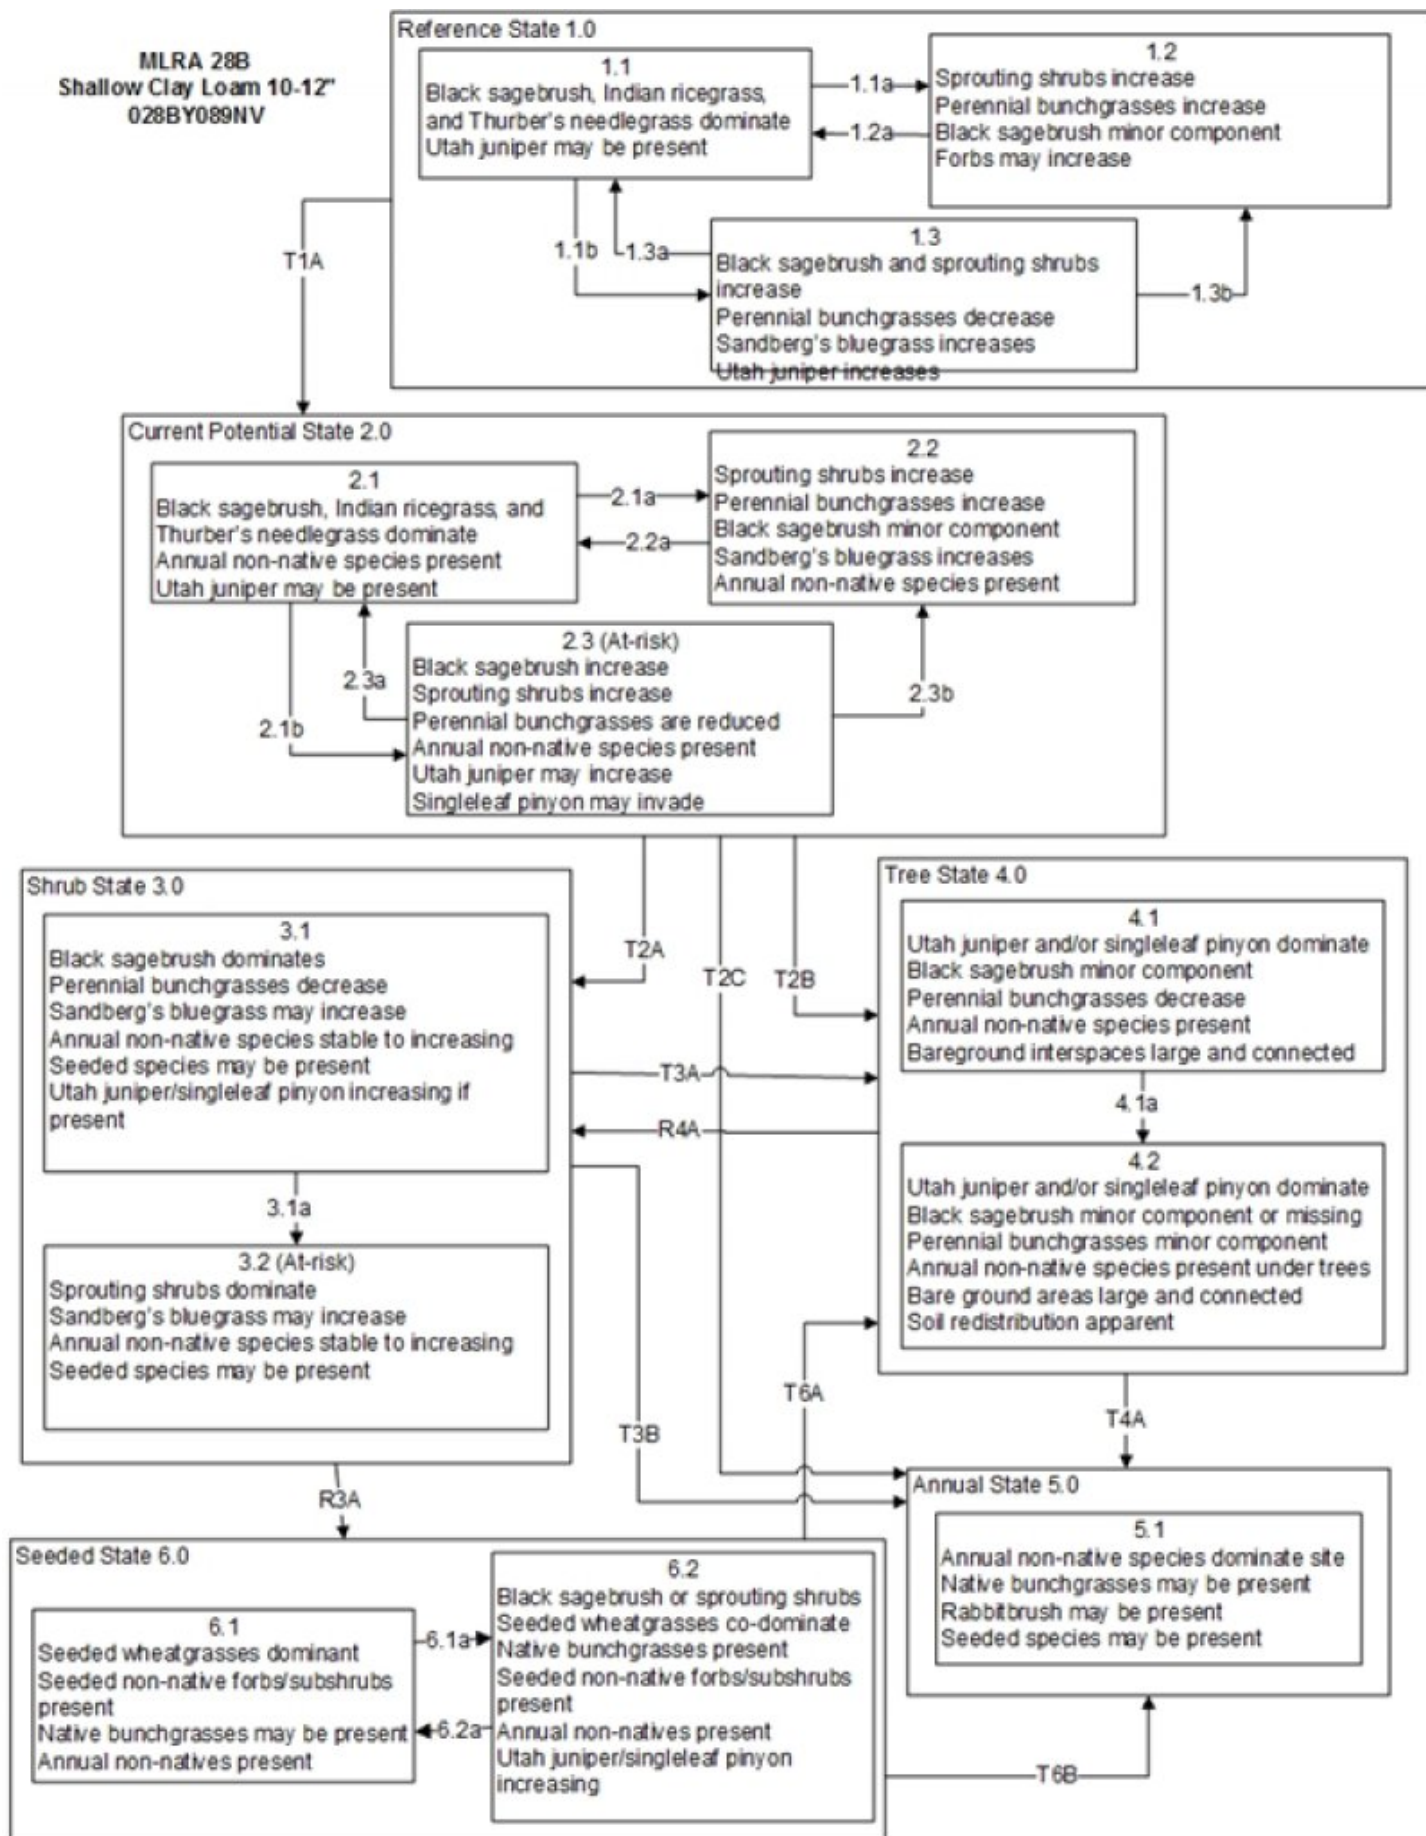 MLRA 28B
Shallow Clay Loam 10-12"
028BY089NV
Reference State 1.0
1.1
Black sagebrush, Indian ricegrass,
and Thurber's needlegrass dominate
Utah juniper may be present
1.1a
1.2a
1.2
Sprouting shrubs increase
Perennial bunchgrasses increase
Black sagebrush minor component
Forbs may increase
1.1b
1.3a
1.3
Black sagebrush and sprouting shrubs
increase
Perennial bunchgrasses decrease
Sandberg's bluegrass increases
Utah juniper increases
1.3b
T1A
Current Potential State 2.0
2.1
Black sagebrush, Indian ricegrass, and
Thurber's needlegrass dominate
Annual non-native species present
Utah juniper may be present
2.1a
2.2a
2.2
Sprouting shrubs increase
Perennial bunchgrasses increase
Black sagebrush minor component
Sandberg's bluegrass increases
Annual non-native species present
2.1b
2.3a
2.3 (At-risk)
Black sagebrush increase
Sprouting shrubs increase
Perennial bunchgrasses are reduced
Annual non-native species present
Utah juniper may increase
Singleleaf pinyon may invade
2.3b
T2A
T2C
T2B
Shrub State 3.0
3.1
Black sagebrush dominates
Perennial bunchgrasses decrease
Sandberg's bluegrass may increase
Annual non-native species stable to increasing
Seeded species may be present
Utah juniper/singleleaf pinyon increasing if
present
3.1a
3.2 (At-risk)
Sprouting shrubs dominate
Sandberg's bluegrass may increase
Annual non-native species stable to increasing
Seeded species may be present
T3A
R4A
Tree State 4.0
4.1
Utah juniper and/or singleleaf pinyon dominate
Black sagebrush minor component
Perennial bunchgrasses decrease
Annual non-native species present
Bareground interspaces large and connected
4.1a
4.2
Utah juniper and/or singleleaf pinyon dominate
Black sagebrush minor component or missing
Perennial bunchgrasses minor component
Annual non-native species present under trees
Bare ground areas large and connected
Soil redistribution apparent
T6A
T4A
T3B
R3A
Annual State 5.0
5.1
Annual non-native species dominate site
Native bunchgrasses may be present
Rabbitbrush may be present
Seeded species may be present
Seeded State 6.0
6.1
Seeded wheatgrasses dominant
Seeded non-native forbs/subshrubs
present
Native bunchgrasses may be present
Annual non-natives present
6.1a
6.2a
6.2
Black sagebrush or sprouting shrubs
Seeded wheatgrasses co-dominate
Native bunchgrasses present
Seeded non-native forbs/subshrubs
present
Annual non-natives present
Utah juniper/singleleaf pinyon
increasing
T6B